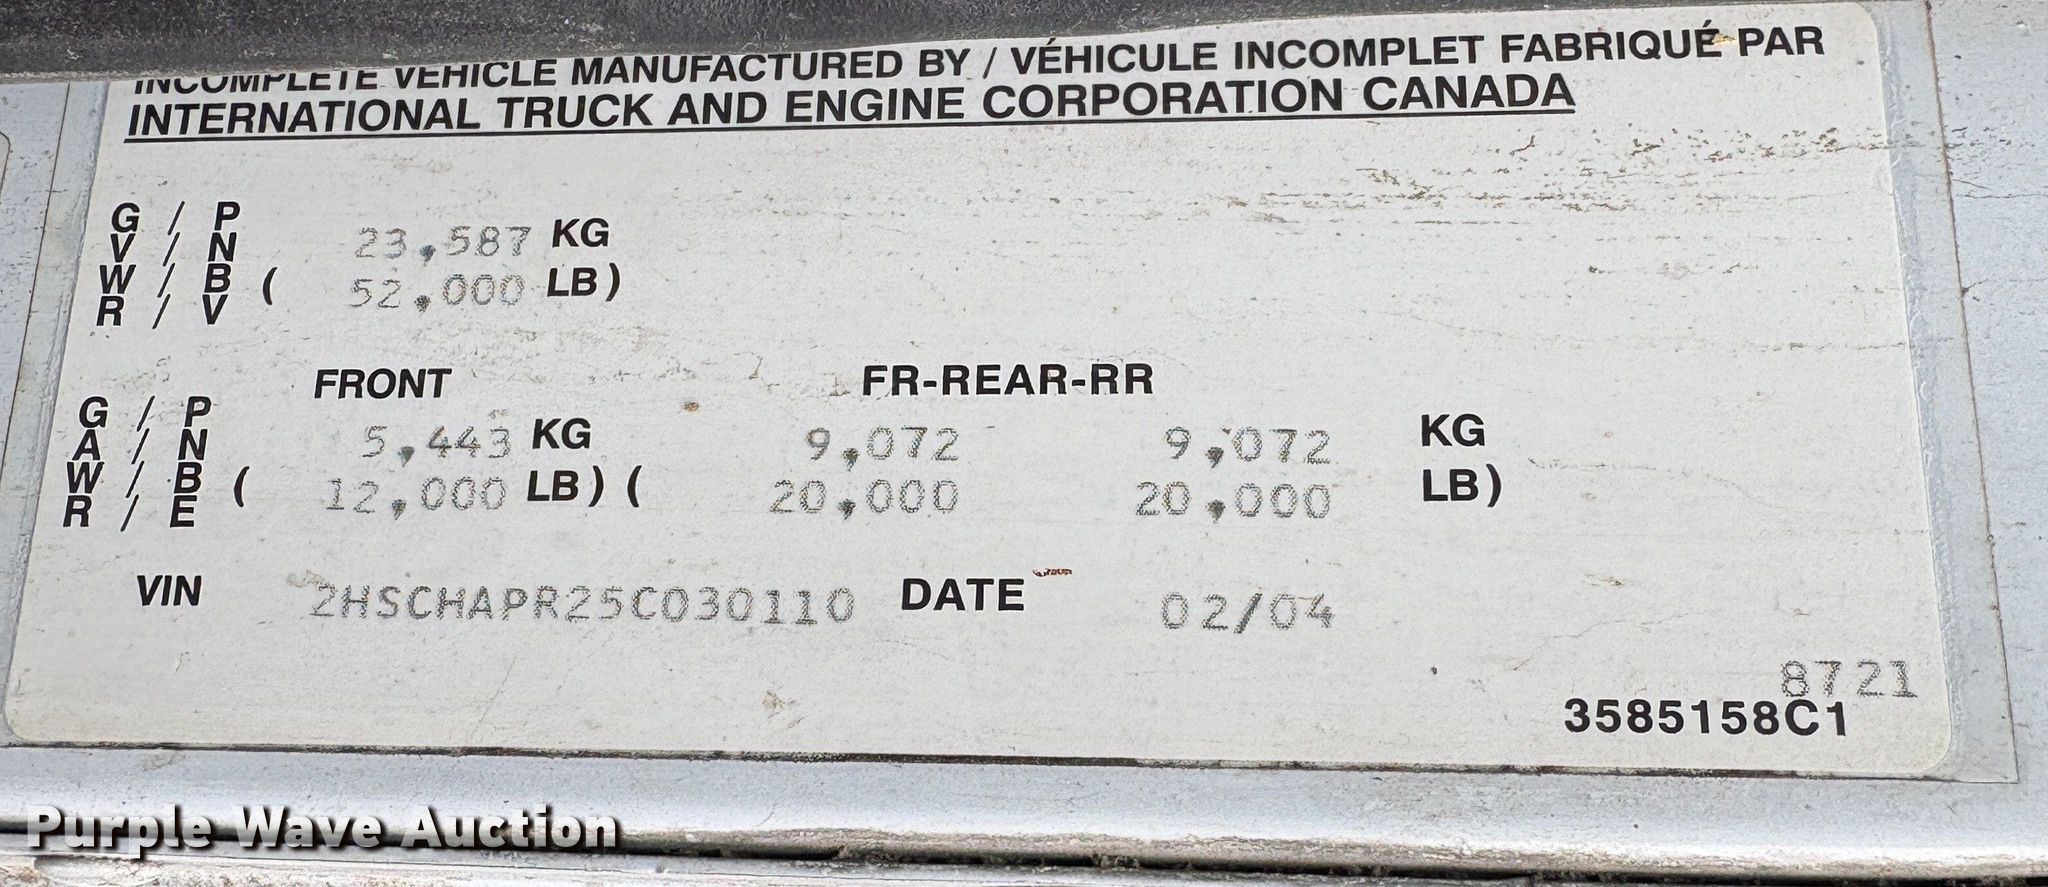 INCOMPLETE VEHICLE MANUFACTURED BY / VÉHICULE INCOMPLET FABRIQUÉ PAR
INTERNATIONAL TRUCK AND ENGINE CORPORATION CANADA
G / P
V / N 23,587 KG
W / B ( 52,000 LB)
R / V
FRONT FR-REAR-RR
G / P
A / N 5,443 KG 9,072 9,072 KG
W / B ( 12,000 LB) ( 20,000 20,000 LB)
R / E
VIN 2HSCHAPR25C030110 DATE 02/04
8721
3585158C1
Purple Wave Auction